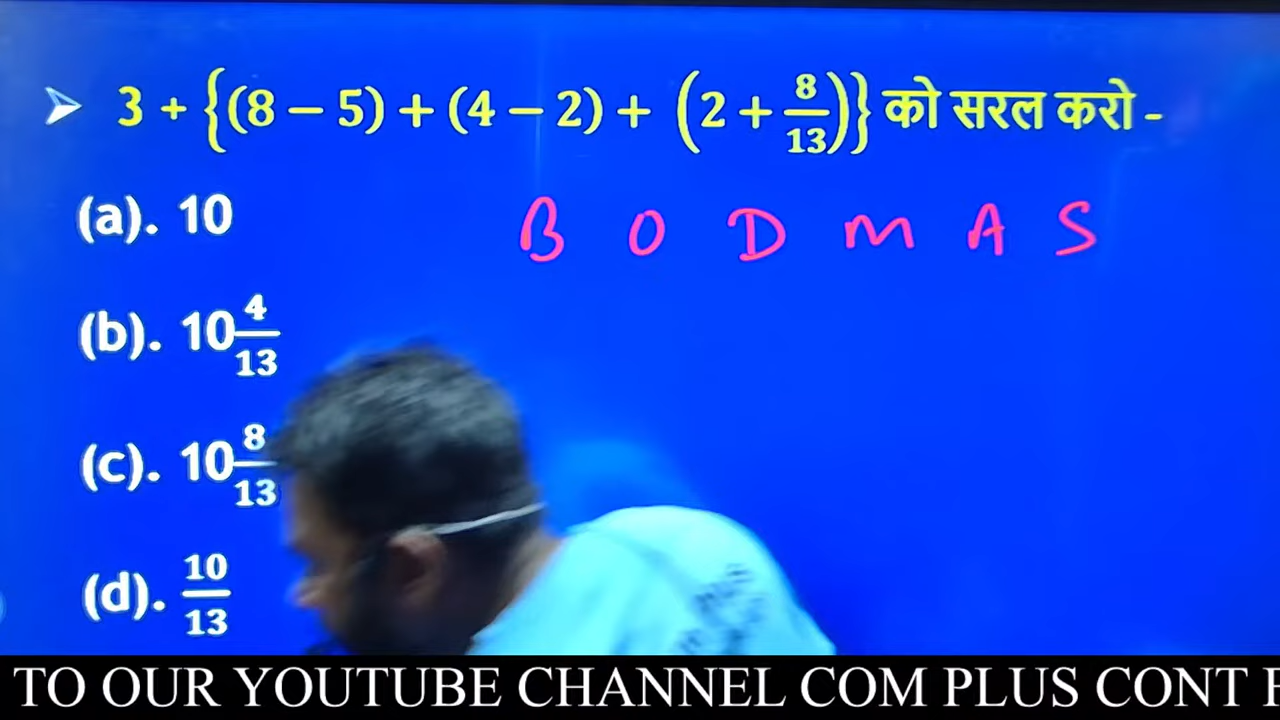 3 + {(8 – 5) + (4 – 2) + (2 + 8/13)} को सरल करो -
(a). 10
B O D M A S
(b). 10 4/13
(c). 10 8/13
(d). 10/13
TO OUR YOUTUBE CHANNEL COM PLUS CONT